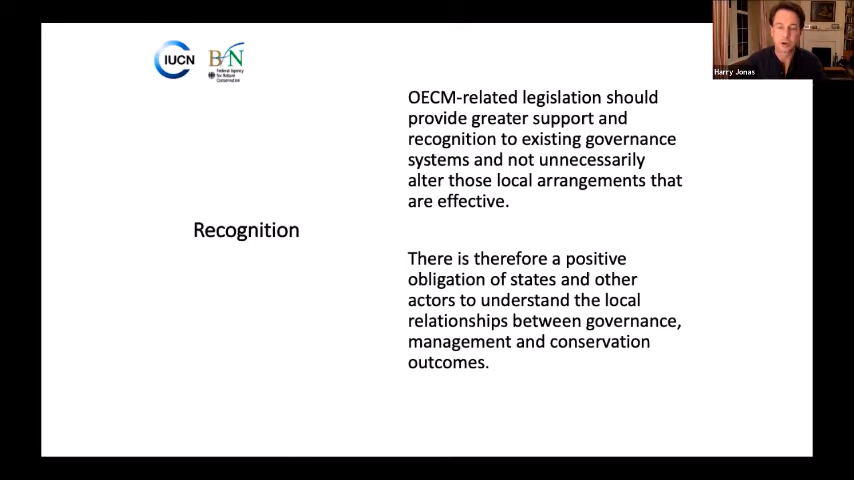 IUCN
BfN
Federal Agency
for Nature
Conservation
Harry Jonas
OECM-related legislation should
provide greater support and
recognition to existing governance
systems and not unnecessarily
alter those local arrangements that
are effective.
Recognition
There is therefore a positive
obligation of states and other
actors to understand the local
relationships between governance,
management and conservation
outcomes.